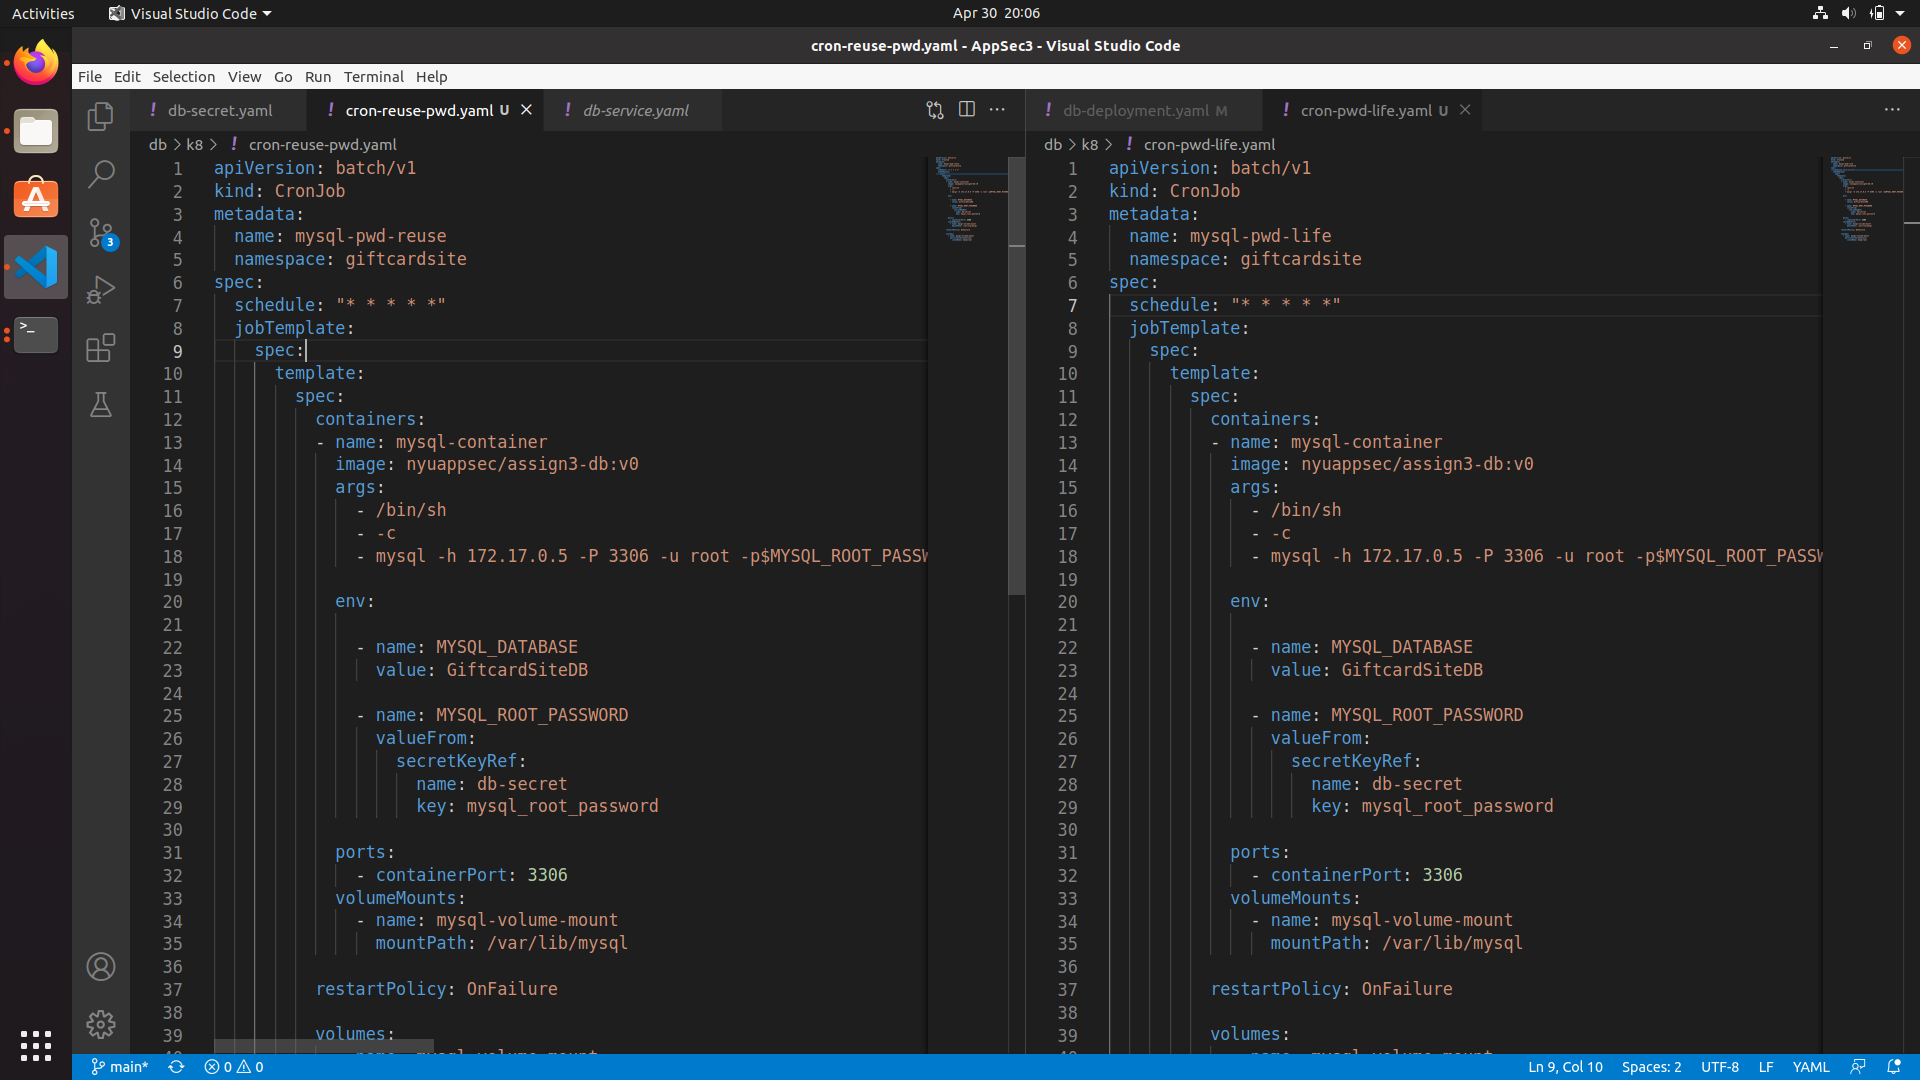 Activities
Visual Studio Code
Apr 30 20:06
cron-reuse-pwd.yaml - AppSec3 - Visual Studio Code
File Edit Selection View Go Run Terminal Help
! db-secret.yaml
! cron-reuse-pwd.yaml U
! db-service.yaml
! db-deployment.yaml M
! cron-pwd-life.yaml U
3
db > k8 > ! cron-reuse-pwd.yaml
1 apiVersion: batch/v1
2 kind: CronJob
3 metadata:
4 name: mysql-pwd-reuse
5 namespace: giftcardsite
6 spec:
7 schedule: "* * * * *"
8 jobTemplate:
9 spec:
10 template:
11 spec:
12 containers:
13 - name: mysql-container
14 image: nyuappsec/assign3-db:v0
15 args:
16 - /bin/sh
17 - -c
18 - mysql -h 172.17.0.5 -P 3306 -u root -p$MYSQL_ROOT_PASSW
19
20 env:
21
22 - name: MYSQL_DATABASE
23 value: GiftcardSiteDB
24
25 - name: MYSQL_ROOT_PASSWORD
26 valueFrom:
27 secretKeyRef:
28 name: db-secret
29 key: mysql_root_password
30
31 ports:
32 - containerPort: 3306
33 volumeMounts:
34 - name: mysql-volume-mount
35 mountPath: /var/lib/mysql
36
37 restartPolicy: OnFailure
38
39 volumes:
db > k8 > ! cron-pwd-life.yaml
1 apiVersion: batch/v1
2 kind: CronJob
3 metadata:
4 name: mysql-pwd-life
5 namespace: giftcardsite
6 spec:
7 schedule: "* * * * *"
8 jobTemplate:
9 spec:
10 template:
11 spec:
12 containers:
13 - name: mysql-container
14 image: nyuappsec/assign3-db:v0
15 args:
16 - /bin/sh
17 - -c
18 - mysql -h 172.17.0.5 -P 3306 -u root -p$MYSQL_ROOT_PASSW
19
20 env:
21
22 - name: MYSQL_DATABASE
23 value: GiftcardSiteDB
24
25 - name: MYSQL_ROOT_PASSWORD
26 valueFrom:
27 secretKeyRef:
28 name: db-secret
29 key: mysql_root_password
30
31 ports:
32 - containerPort: 3306
33 volumeMounts:
34 - name: mysql-volume-mount
35 mountPath: /var/lib/mysql
36
37 restartPolicy: OnFailure
38
39 volumes:
main* 0 0
Ln 9, Col 10 Spaces: 2 UTF-8 LF YAML